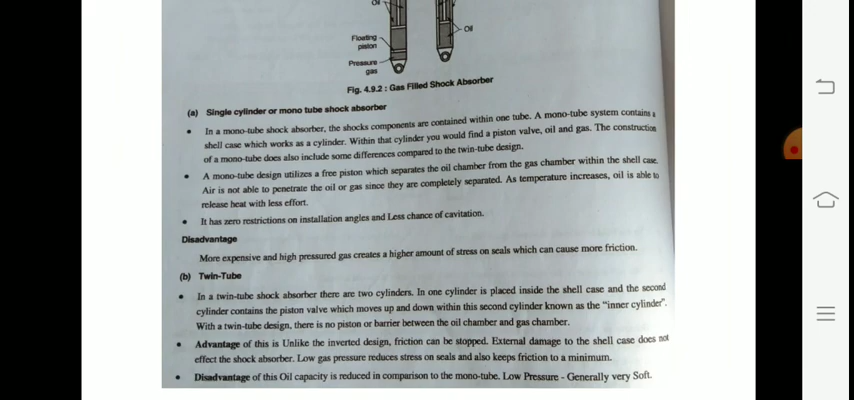 Oil
Floating
piston
Oil
Pressure
gas
Fig. 4.9.2 : Gas Filled Shock Absorber
(a) Single cylinder or mono tube shock absorber
• In a mono-tube shock absorber, the shocks components are contained within one tube. A mono-tube system contains a
shell case which works as a cylinder. Within that cylinder you would find a piston valve, oil and gas. The construction
of a mono-tube does also include some differences compared to the twin-tube design.
• A mono-tube design utilizes a free piston which separates the oil chamber from the gas chamber within the shell case.
Air is not able to penetrate the oil or gas since they are completely separated. As temperature increases, oil is able to
release heat with less effort.
• It has zero restrictions on installation angles and Less chance of cavitation.
Disadvantage
More expensive and high pressured gas creates a higher amount of stress on seals which can cause more friction.
(b) Twin-Tube
• In a twin-tube shock absorber there are two cylinders. In one cylinder is placed inside the shell case and the second
cylinder contains the piston valve which moves up and down within this second cylinder known as the "inner cylinder".
With a twin-tube design, there is no piston or barrier between the oil chamber and gas chamber.
• Advantage of this is Unlike the inverted design, friction can be stopped. External damage to the shell case does not
effect the shock absorber. Low gas pressure reduces stress on seals and also keeps friction to a minimum.
• Disadvantage of this Oil capacity is reduced in comparison to the mono-tube. Low Pressure - Generally very Soft.